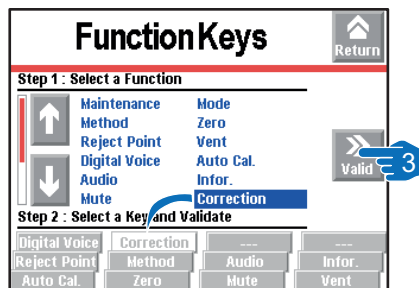 Function Keys
Return
Step 1 : Select a Function
Maintenance Mode
Method Zero
Reject Point Vent
Digital Voice Auto Cal.
Audio Infor.
Mute Correction
Valid
3
Step 2 : Select a Key and Validate
Digital Voice Correction --- ---
Reject Point Method Audio Infor.
Auto Cal. Zero Mute Vent